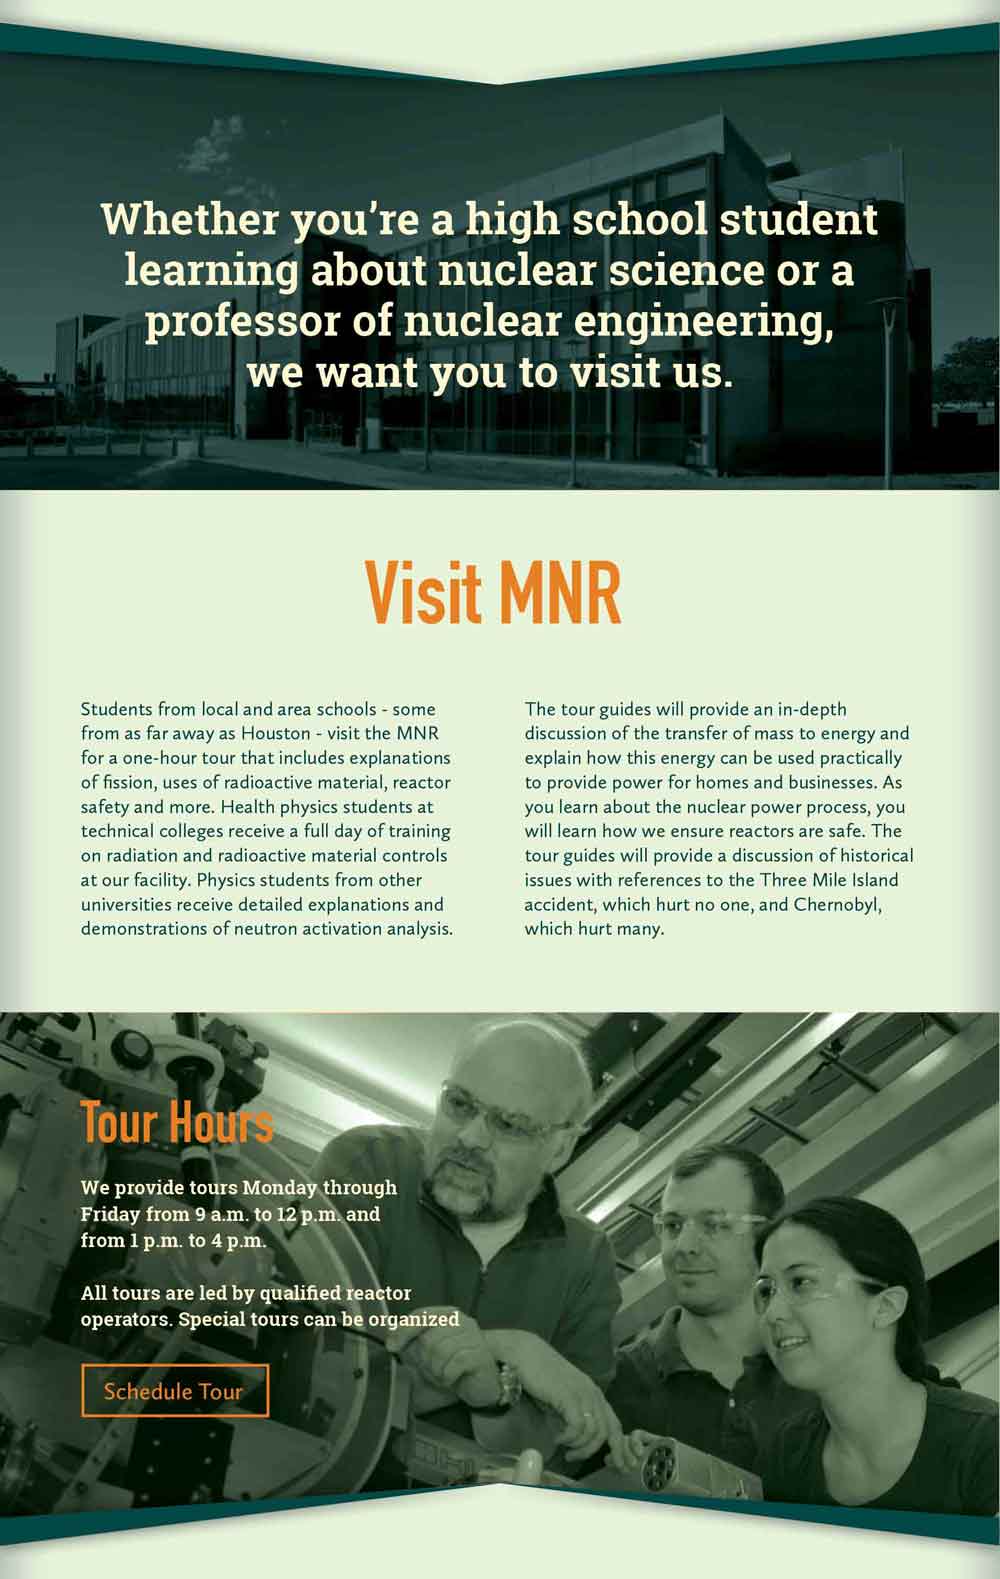 Whether you’re a high school student
learning about nuclear science or a
professor of nuclear engineering,
we want you to visit us.
Visit MNR
Students from local and area schools - some
from as far away as Houston - visit the MNR
for a one-hour tour that includes explanations
of fission, uses of radioactive material, reactor
safety and more. Health physics students at
technical colleges receive a full day of training
on radiation and radioactive material controls
at our facility. Physics students from other
universities receive detailed explanations and
demonstrations of neutron activation analysis.
The tour guides will provide an in-depth
discussion of the transfer of mass to energy and
explain how this energy can be used practically
to provide power for homes and businesses. As
you learn about the nuclear power process, you
will learn how we ensure reactors are safe. The
tour guides will provide a discussion of historical
issues with references to the Three Mile Island
accident, which hurt no one, and Chernobyl,
which hurt many.
Tour Hours
We provide tours Monday through
Friday from 9 a.m. to 12 p.m. and
from 1 p.m. to 4 p.m.
All tours are led by qualified reactor
operators. Special tours can be organized
Schedule Tour